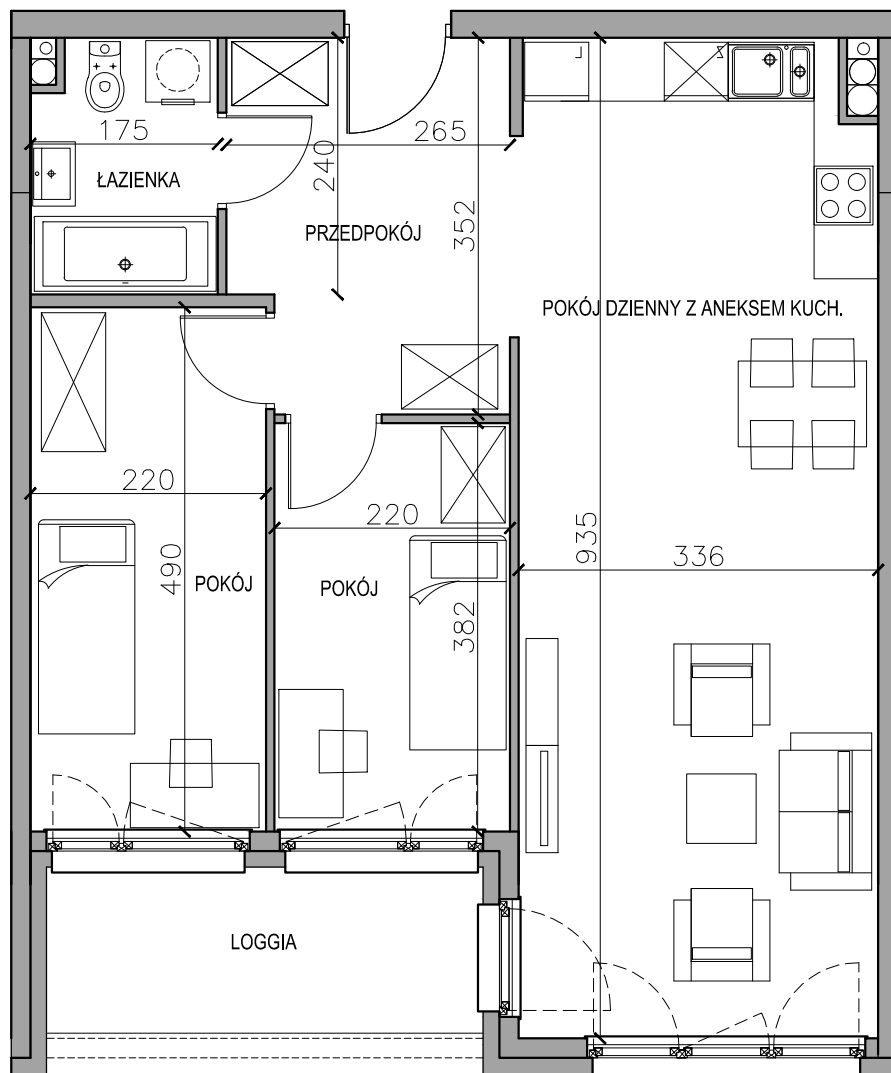 175
265
ŁAZIENKA
240
352
PRZEDPOKÓJ
POKÓJ DZIENNY Z ANEKSEM KUCH.
220
490
220
935
336
POKÓJ
POKÓJ
382
LOGGIA